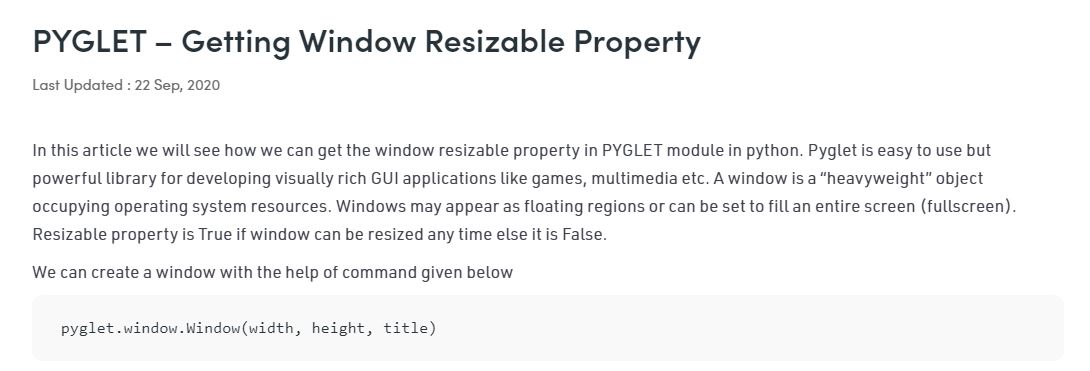 PYGLET – Getting Window Resizable Property
Last Updated : 22 Sep, 2020
In this article we will see how we can get the window resizable property in PYGLET module in python. Pyglet is easy to use but
powerful library for developing visually rich GUI applications like games, multimedia etc. A window is a “heavyweight” object
occupying operating system resources. Windows may appear as floating regions or can be set to fill an entire screen (fullscreen).
Resizable property is True if window can be resized any time else it is False.
We can create a window with the help of command given below
pyglet.window.Window(width, height, title)